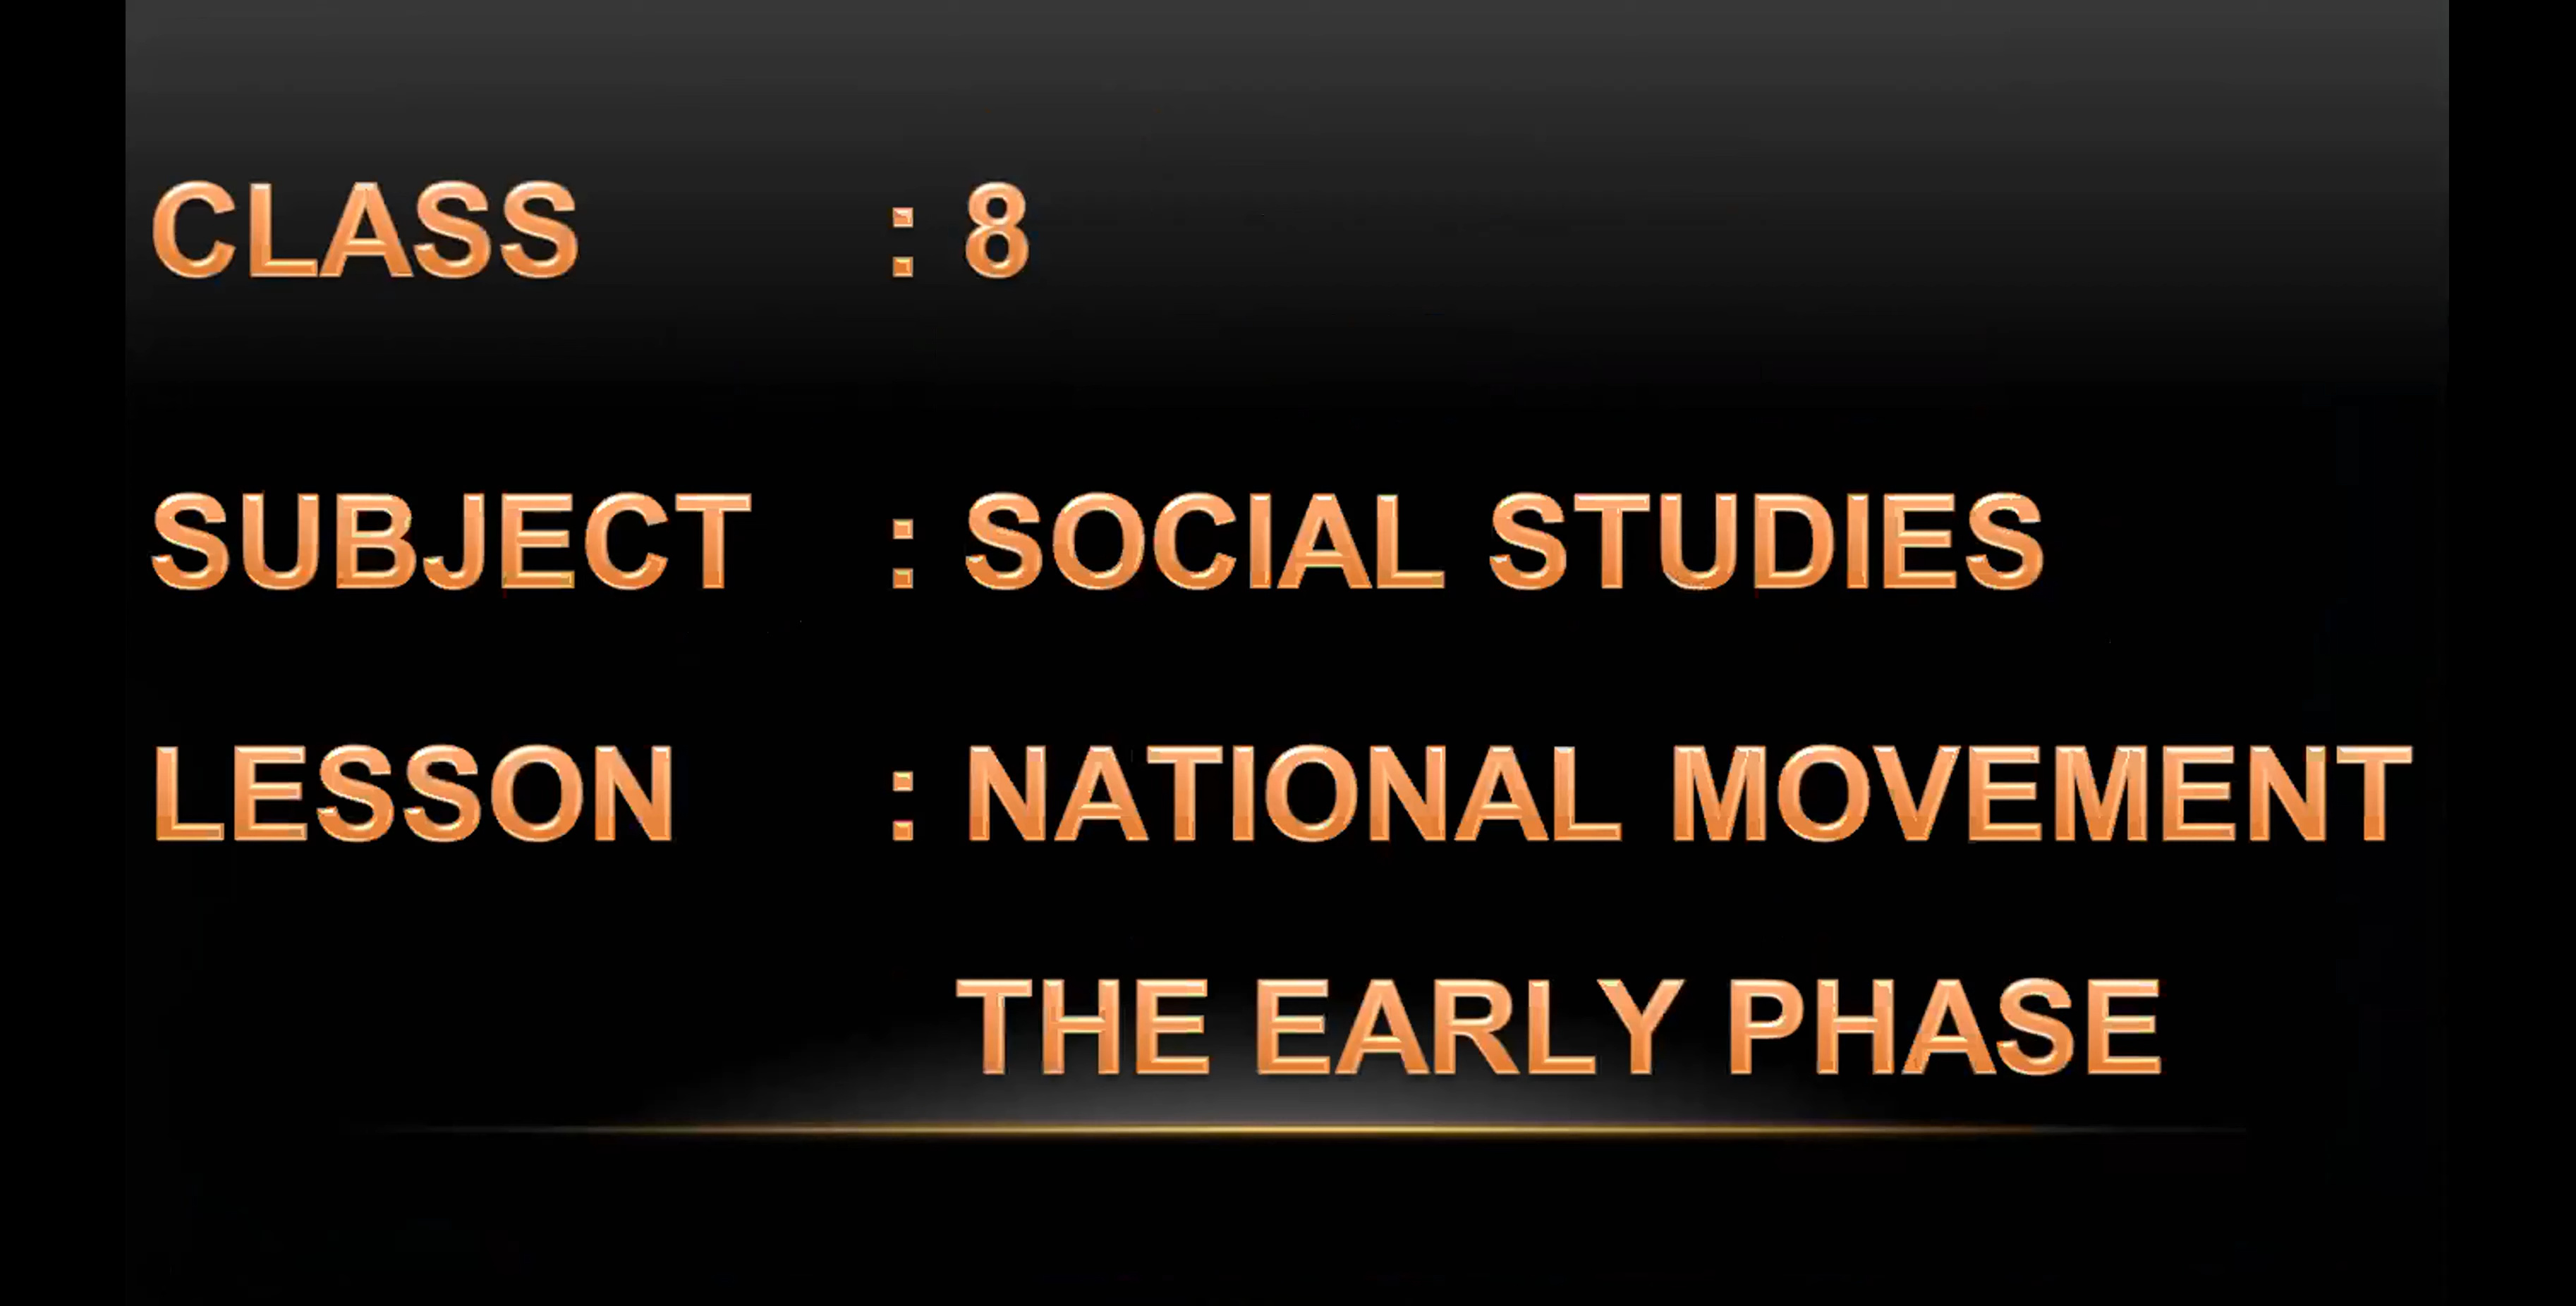 CLASS : 8
SUBJECT : SOCIAL STUDIES
LESSON : NATIONAL MOVEMENT
THE EARLY PHASE